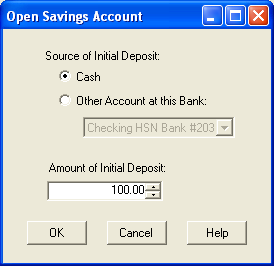 Open Savings Account
Source of Initial Deposit:
Cash
Other Account at this Bank:
Checking HSN Bank #203
Amount of Initial Deposit:
100.00
OK Cancel Help